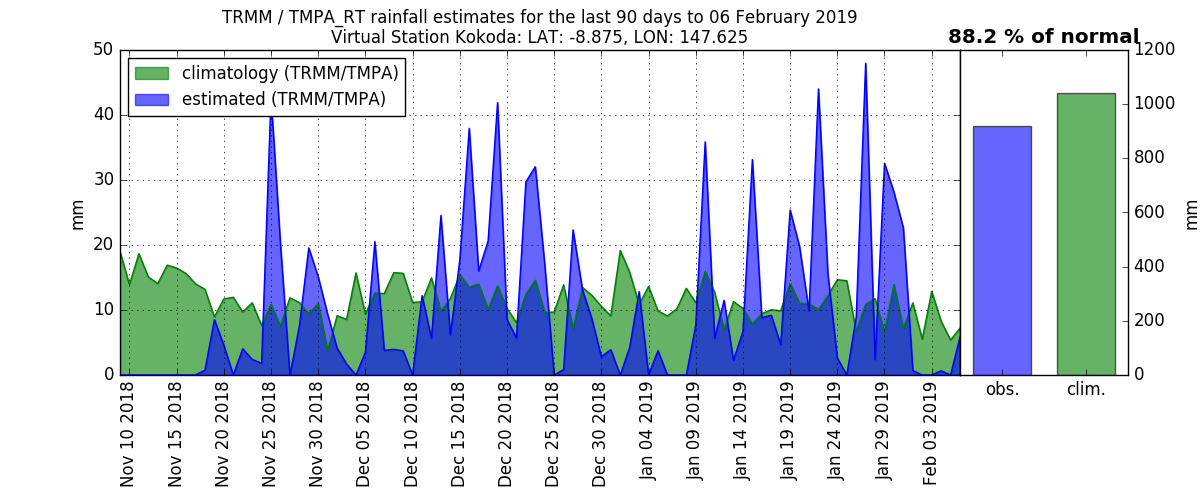 TRMM / TMPA_RT rainfall estimates for the last 90 days to 06 February 2019
Virtual Station Kokoda: LAT: -8.875, LON: 147.625
88.2 % of normal
climatology (TRMM/TMPA)
estimated (TRMM/TMPA)
mm
50
40
30
20
10
0
Nov 10 2018
Nov 15 2018
Nov 20 2018
Nov 25 2018
Nov 30 2018
Dec 05 2018
Dec 10 2018
Dec 15 2018
Dec 20 2018
Dec 25 2018
Dec 30 2018
Jan 04 2019
Jan 09 2019
Jan 14 2019
Jan 19 2019
Jan 24 2019
Jan 29 2019
Feb 03 2019
obs.
clim.
1200
1000
800
600
400
200
0
mm